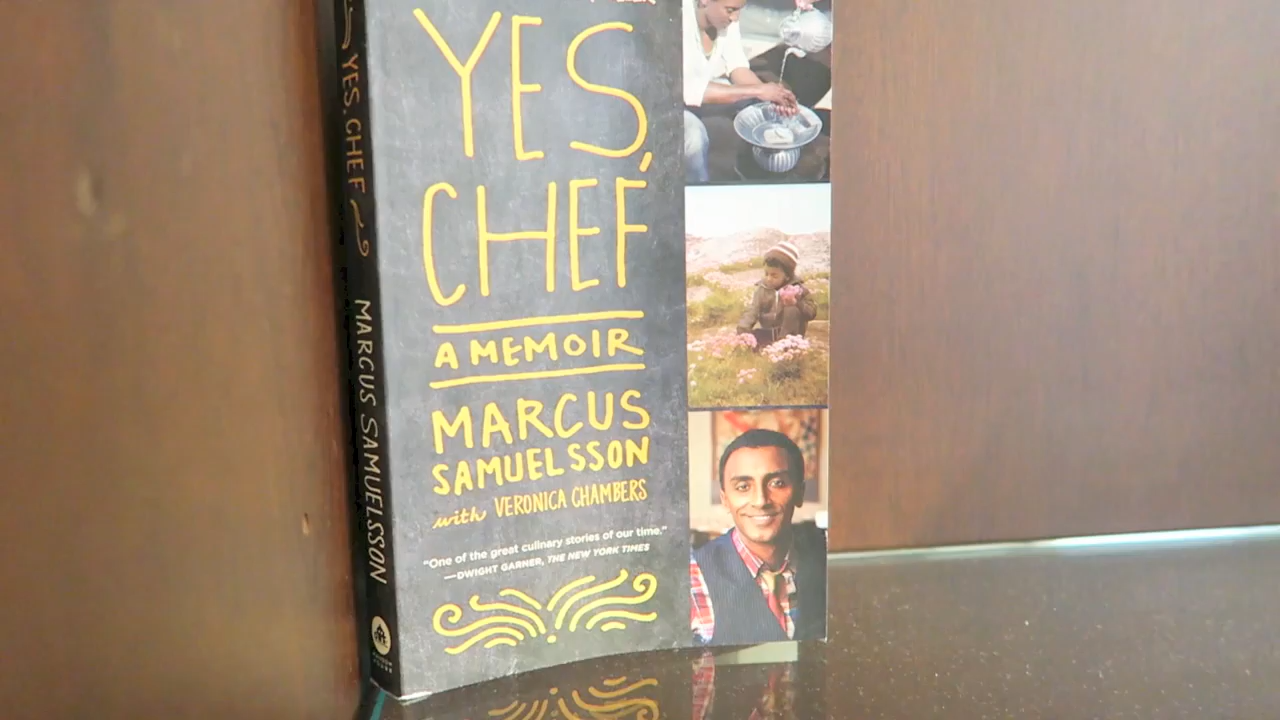 YES,
CHEF
A MEMOIR
MARCUS
SAMUELSSON
with VERONICA CHAMBERS
"One of the great culinary stories of our time."
—DWIGHT GARNER, THE NEW YORK TIMES
YES, CHEF
MARCUS SAMUELSSON